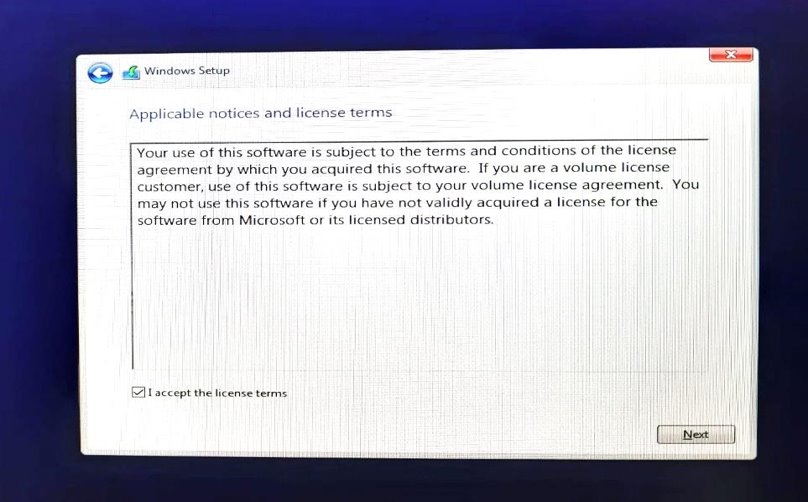 Windows Setup
Applicable notices and license terms
Your use of this software is subject to the terms and conditions of the license
agreement by which you acquired this software.  If you are a volume license
customer, use of this software is subject to your volume license agreement.  You
may not use this software if you have not validly acquired a license for the
software from Microsoft or its licensed distributors.
I accept the license terms
Next